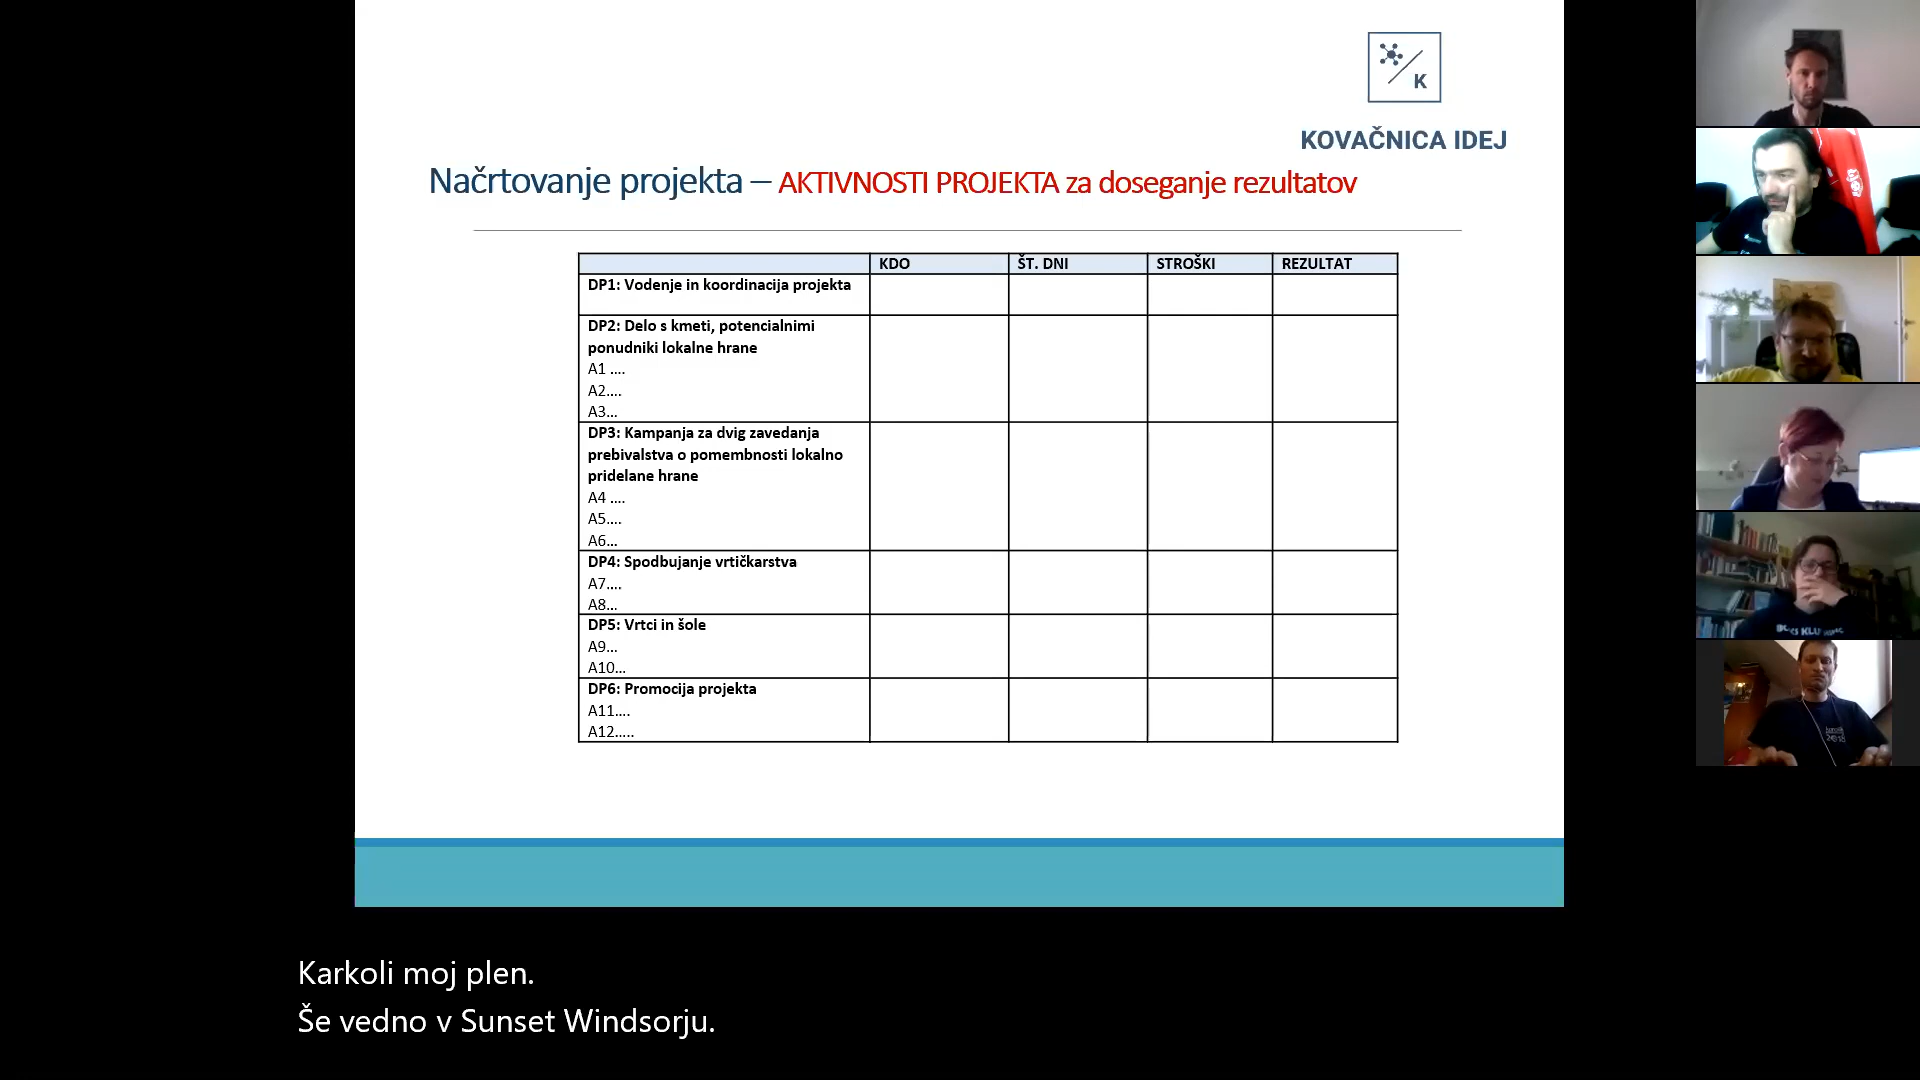 K
KOVAČNICA IDEJ
Načrtovanje projekta – AKTIVNOSTI PROJEKTA za doseganje rezultatov
KDO ŠT. DNI STROŠKI REZULTAT
DP1: Vodenje in koordinacija projekta
DP2: Delo s kmeti, potencialnimi
ponudniki lokalne hrane
A1 ....
A2....
A3...
DP3: Kampanja za dvig zavedanja
prebivalstva o pomembnosti lokalno
pridelane hrane
A4 ....
A5....
A6...
DP4: Spodbujanje vrtičkarstva
A7....
A8...
DP5: Vrtci in šole
A9...
A10...
DP6: Promocija projekta
A11....
A12.....
Karkoli moj plen.
Še vedno v Sunset Windsorju.